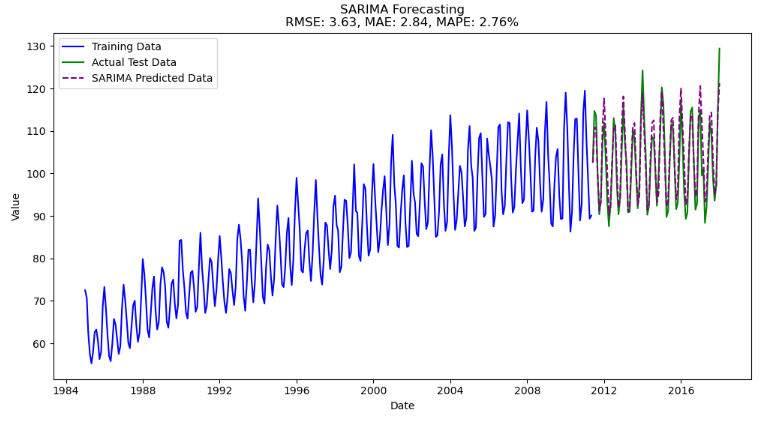 SARIMA Forecasting
RMSE: 3.63, MAE: 2.84, MAPE: 2.76%
Training Data
Actual Test Data
SARIMA Predicted Data
130
120
110
100
90
80
70
60
Value
1984
1988
1992
1996
2000
2004
2008
2012
2016
Date